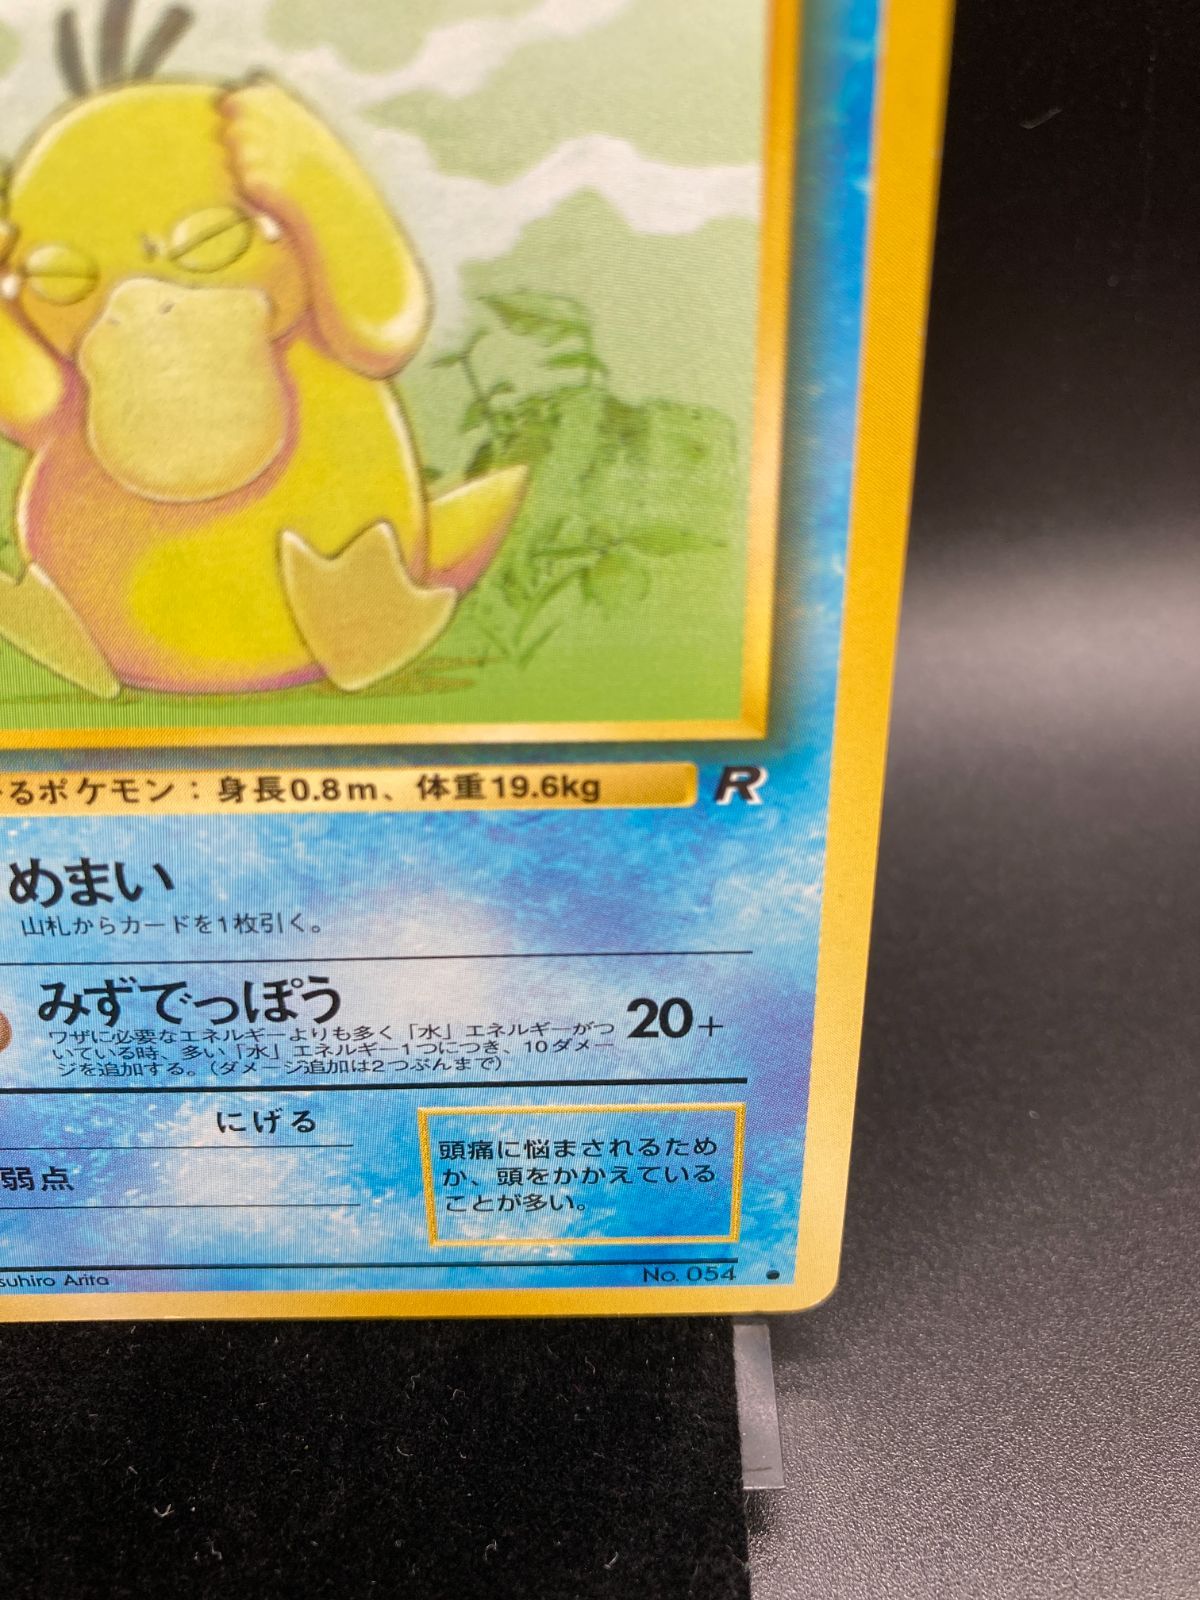 るポケモン：身長0.8m、体重19.6kg
R
めまい
山札からカードを1枚引く。
みずでっぽう
20+
ワザに必要なエネルギーよりも多く「水」エネルギーがつ
いている時、多い「水」エネルギー1つにつき、10ダメー
ジを追加する。（ダメージ追加は2つぶんまで）
にげる
弱点
頭痛に悩まされるため
か、頭をかかえている
ことが多い。
suhiro Arita
No. 054 ●